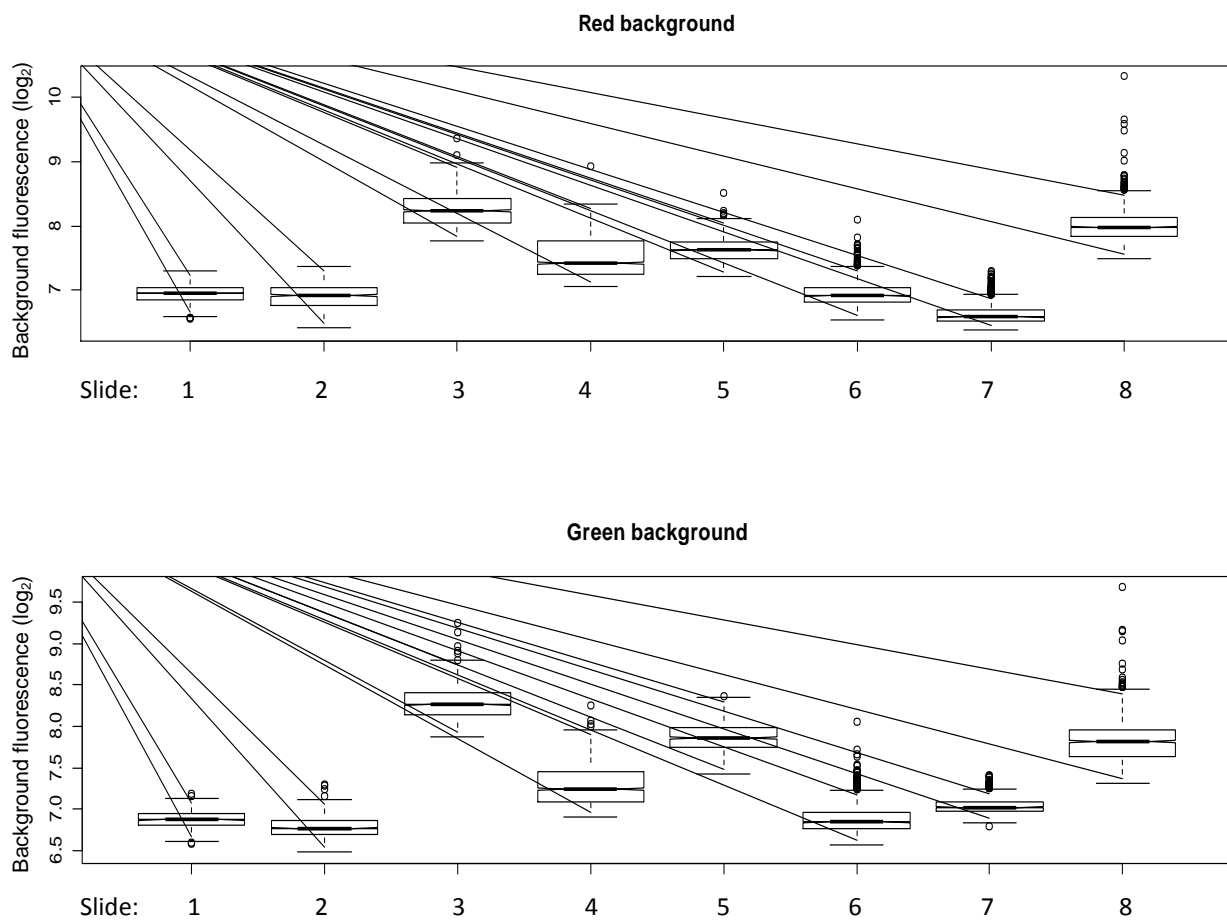 Red background
Background fluorescence (log₂)
10
9
8
7
Slide: 1 2 3 4 5 6 7 8
Green background
Background fluorescence (log₂)
9.5
9.0
8.5
8.0
7.5
7.0
6.5
Slide: 1 2 3 4 5 6 7 8